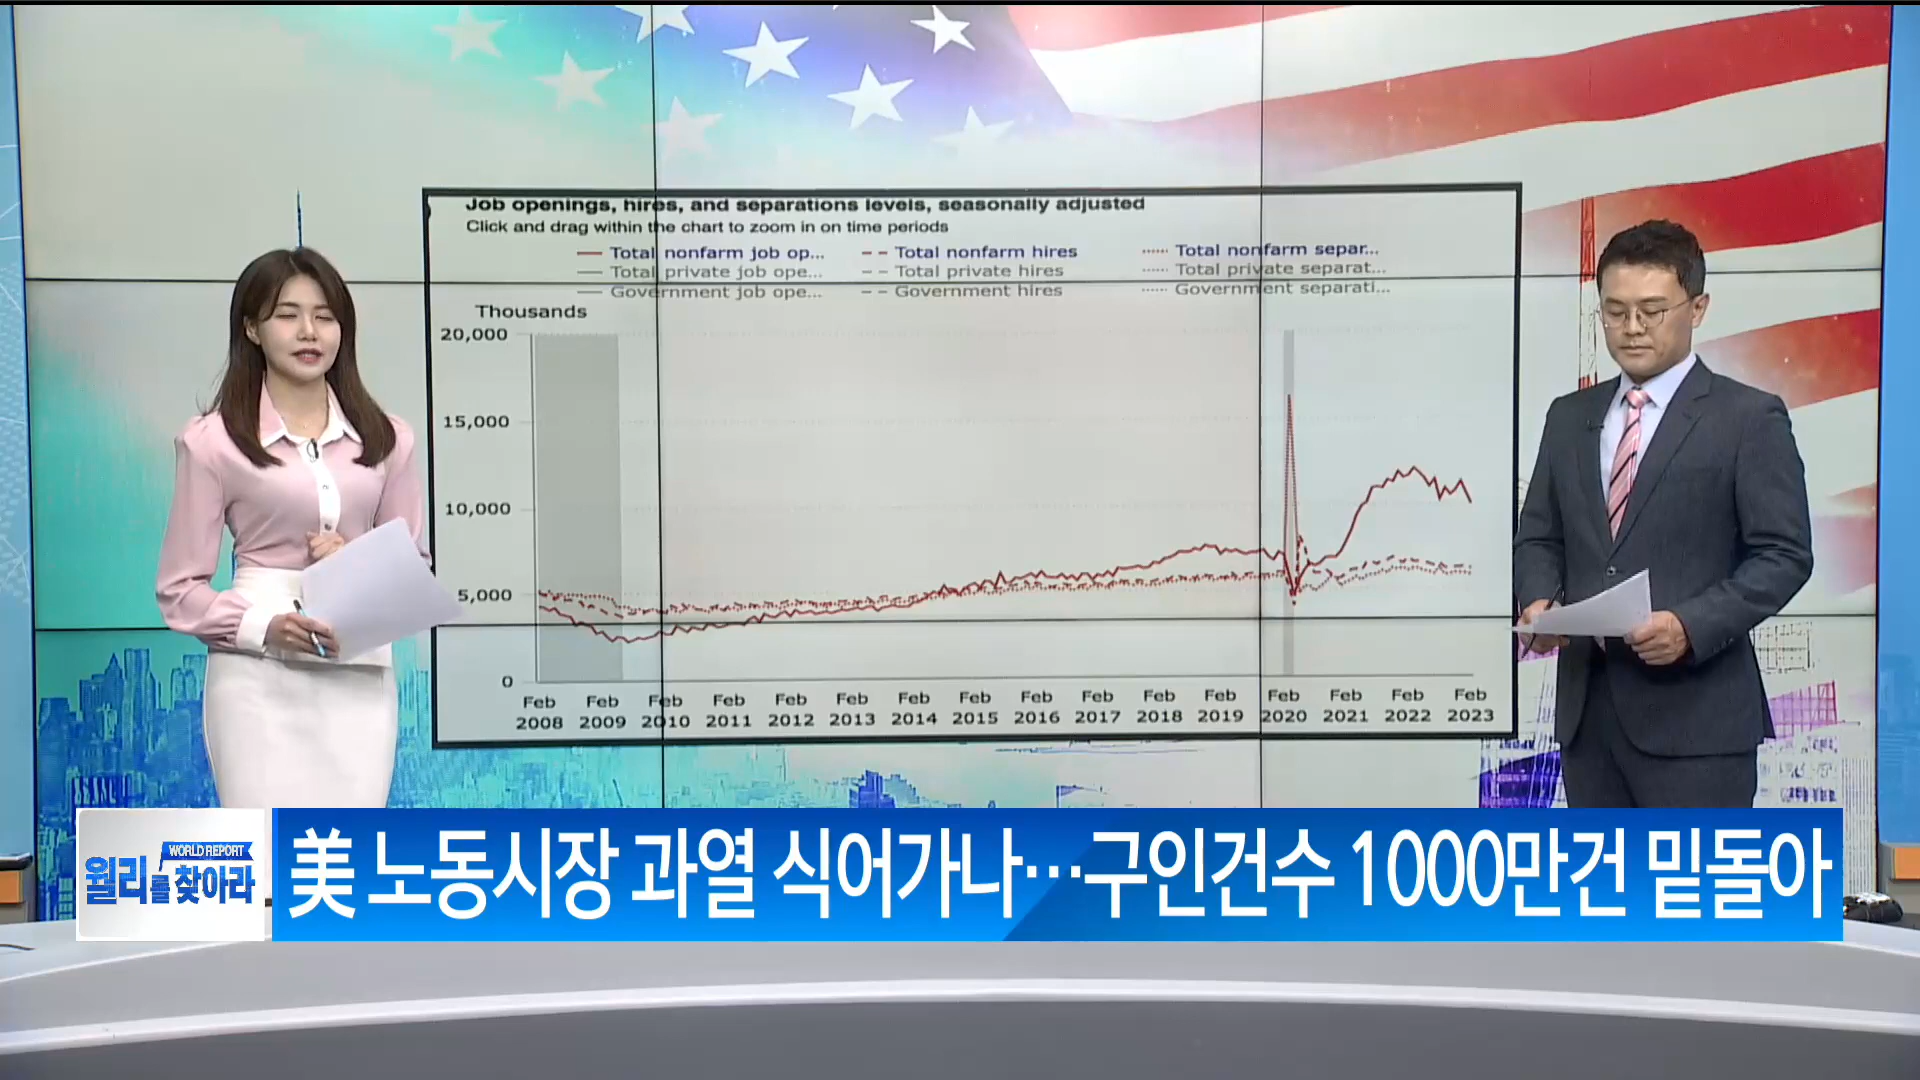 Job openings, hires, and separations levels, seasonally adjusted
Click and drag within the chart to zoom in on time periods
Total nonfarm job op... Total nonfarm hires Total nonfarm separ...
Total private job ope... Total private hires Total private separat...
Government job ope... Government hires Government separati...
Thousands
20,000
15,000
10,000
5,000
0
Feb Feb Feb Feb Feb Feb Feb Feb Feb Feb Feb Feb Feb Feb Feb Feb
2008 2009 2010 2011 2012 2013 2014 2015 2016 2017 2018 2019 2020 2021 2022 2023
WORLD REPORT
월리를 찾아라
美 노동시장 과열 식어가나…구인건수 1000만건 밑돌아